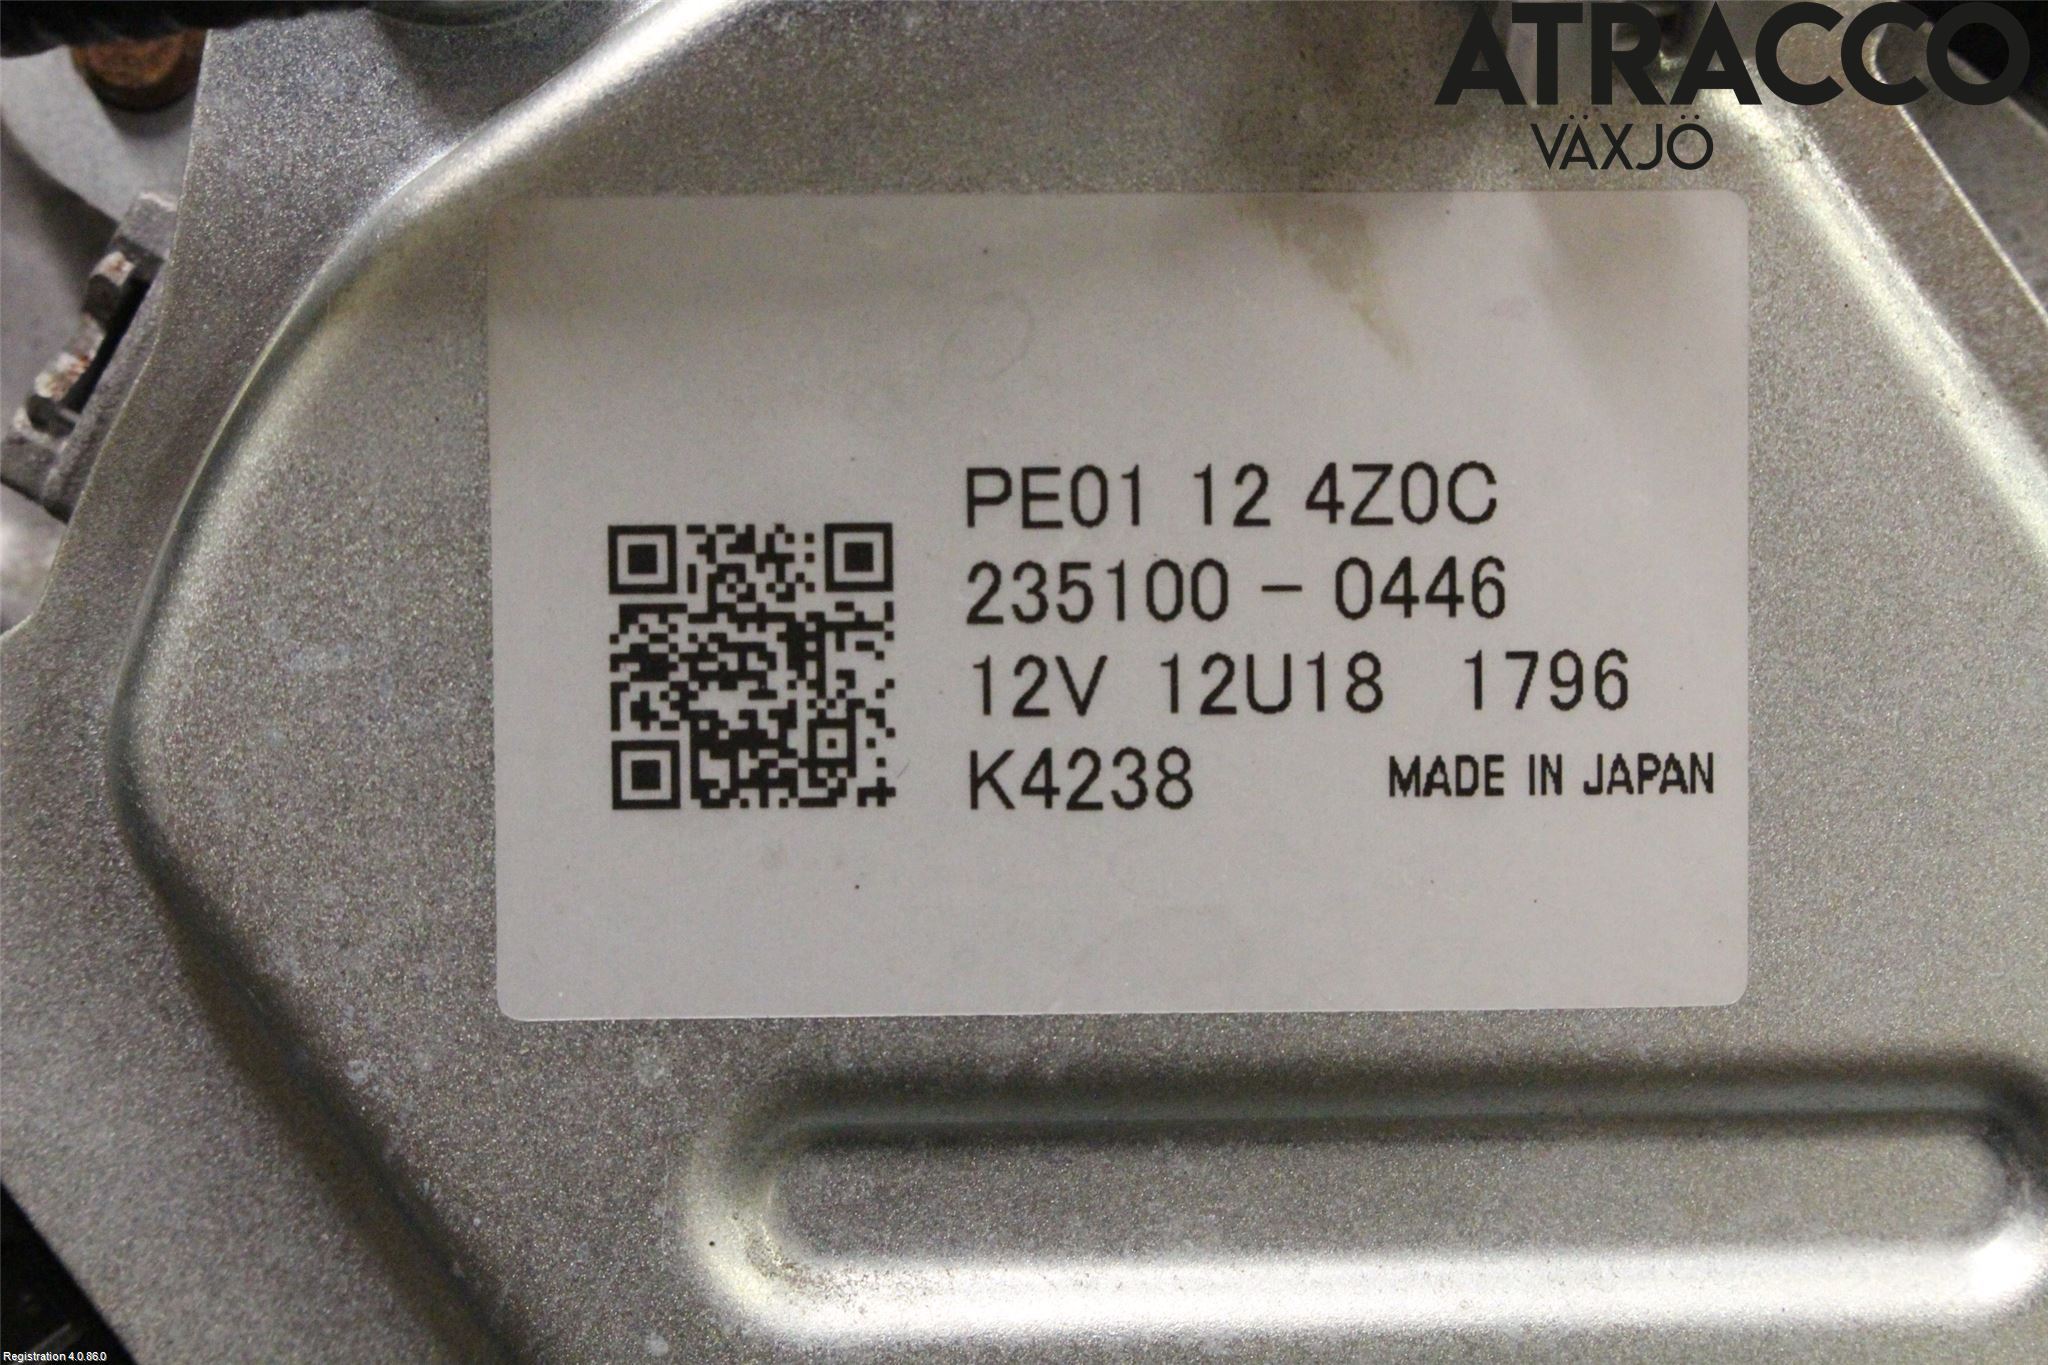 ATRACCO
VÄXJÖ
PE01 12 4Z0C
235100-0446
12V 12U18 1796
K4238 MADE IN JAPAN
Registration 4.0.86.0